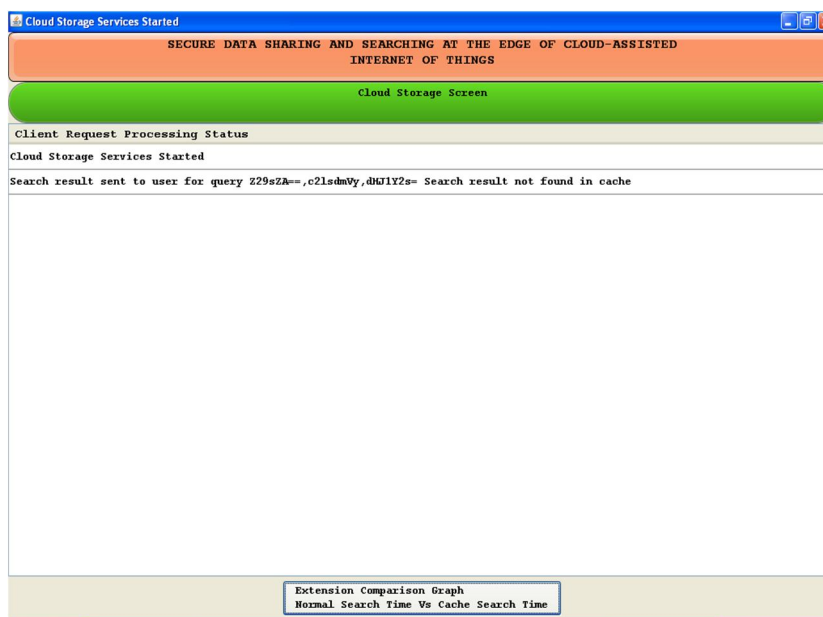 Cloud Storage Services Started
SECURE DATA SHARING AND SEARCHING AT THE EDGE OF CLOUD-ASSISTED
INTERNET OF THINGS
Cloud Storage Screen
Client Request Processing Status
Cloud Storage Services Started
Search result sent to user for query Z29sZA==,c2lsdmVy,dHJ1Y2s= Search result not found in cache
Extension Comparison Graph
Normal Search Time Vs Cache Search Time